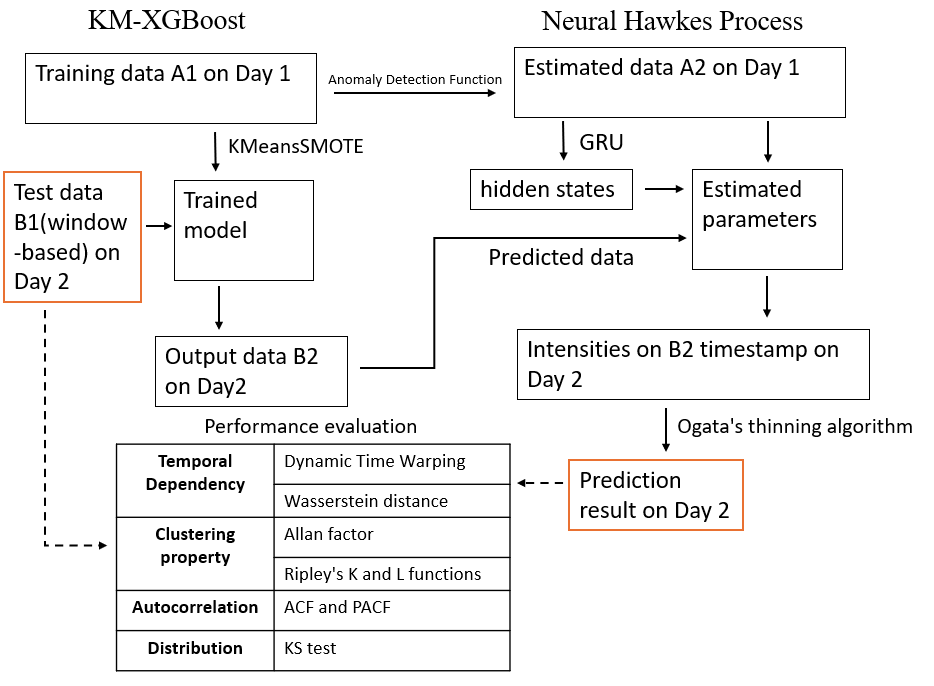 KM-XGBoost
Neural Hawkes Process
Training data A1 on Day 1
Anomaly Detection Function
Estimated data A2 on Day 1
KMeansSMOTE
GRU
Test data
B1(window
-based) on
Day 2
Trained
model
hidden states
Estimated
parameters
Predicted data
Output data B2
on Day2
Intensities on B2 timestamp on
Day 2
Ogata's thinning algorithm
Prediction
result on Day 2
Performance evaluation
Temporal
Dependency
Dynamic Time Warping
Wasserstein distance
Clustering
property
Allan factor
Ripley's K and L functions
Autocorrelation
ACF and PACF
Distribution
KS test